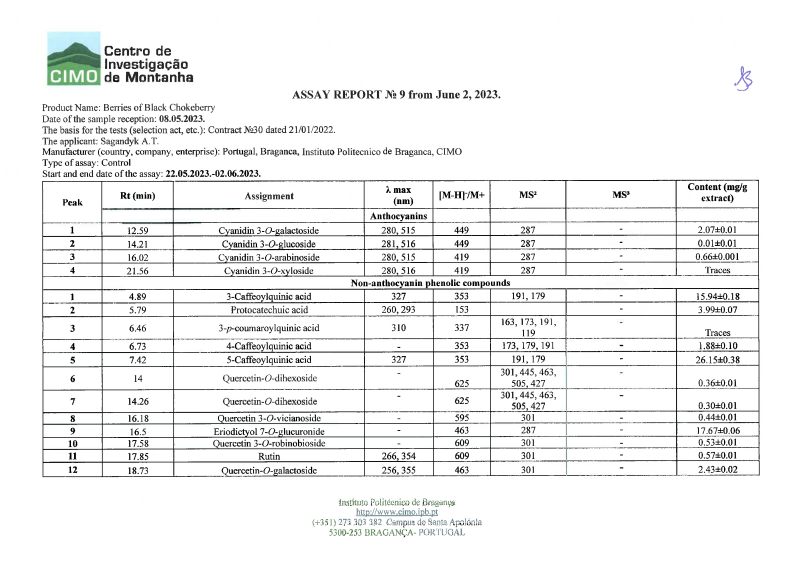 Centro de
Investigação
CIMO de Montanha
ASSAY REPORT № 9 from June 2, 2023.
Product Name: Berries of Black Chokeberry
Date of the sample reception: 08.05.2023.
The basis for the tests (selection act, etc.): Contract №30 dated 21/01/2022.
The applicant: Sagandyk A.T.
Manufacturer (country, company, enterprise): Portugal, Braganca, Instituto Politecnico de Braganca, CIMO
Type of assay: Control
Start and end date of the assay: 22.05.2023.-02.06.2023.
Peak Rt (min) Assignment λ max (nm) [M-H]-/M+ MS² MS³ Content (mg/g extract)
Anthocyanins
1 12.59 Cyanidin 3-O-galactoside 280, 515 449 287 - 2.07±0.01
2 14.21 Cyanidin 3-O-glucoside 281, 516 449 287 - 0.01±0.01
3 16.02 Cyanidin 3-O-arabinoside 280, 515 419 287 - 0.66±0.001
4 21.56 Cyanidin 3-O-xyloside 280, 516 419 287 - Traces
Non-anthocyanin phenolic compounds
1 4.89 3-Caffeoylquinic acid 327 353 191, 179 - 15.94±0.18
2 5.79 Protocatechuic acid 260, 293 153 - 3.99±0.07
3 6.46 3-p-coumaroylquinic acid 310 337 163, 173, 191, 119 - Traces
4 6.73 4-Caffeoylquinic acid - 353 173, 179, 191 - 1.88±0.10
5 7.42 5-Caffeoylquinic acid 327 353 191, 179 - 26.15±0.38
6 14 Quercetin-O-dihexoside - 625 301, 445, 463, 505, 427 - 0.36±0.01
7 14.26 Quercetin-O-dihexoside - 625 301, 445, 463, 505, 427 - 0.30±0.01
8 16.18 Quercetin 3-O-vicianoside - 595 301 - 0.44±0.01
9 16.5 Eriodictyol 7-O-glucuronide - 463 287 - 17.67±0.06
10 17.58 Quercetin 3-O-robinobioside - 609 301 - 0.53±0.01
11 17.85 Rutin 266, 354 609 301 - 0.57±0.01
12 18.73 Quercetin-O-galactoside 256, 355 463 301 - 2.43±0.02
Instituto Politécnico de Bragança
http://www.cimo.ipb.pt
(+351) 273 303 382 Campus de Santa Apolónia
5300-253 BRAGANÇA- PORTUGAL